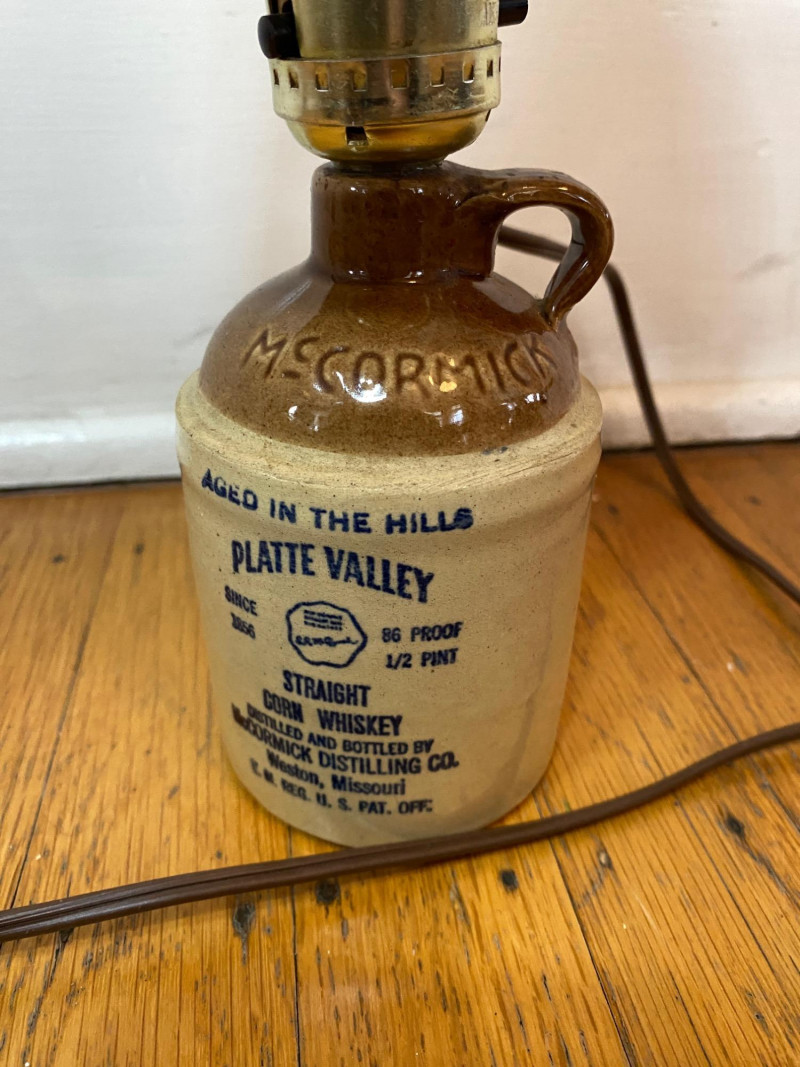 McCORMICK
AGED IN THE HILLS
PLATTE VALLEY
SINCE
1856
86 PROOF
1/2 PINT
STRAIGHT
CORN WHISKEY
DISTILLED AND BOTTLED BY
McCORMICK DISTILLING CO.
Weston, Missouri
T. M. REG. U. S. PAT. OFF.